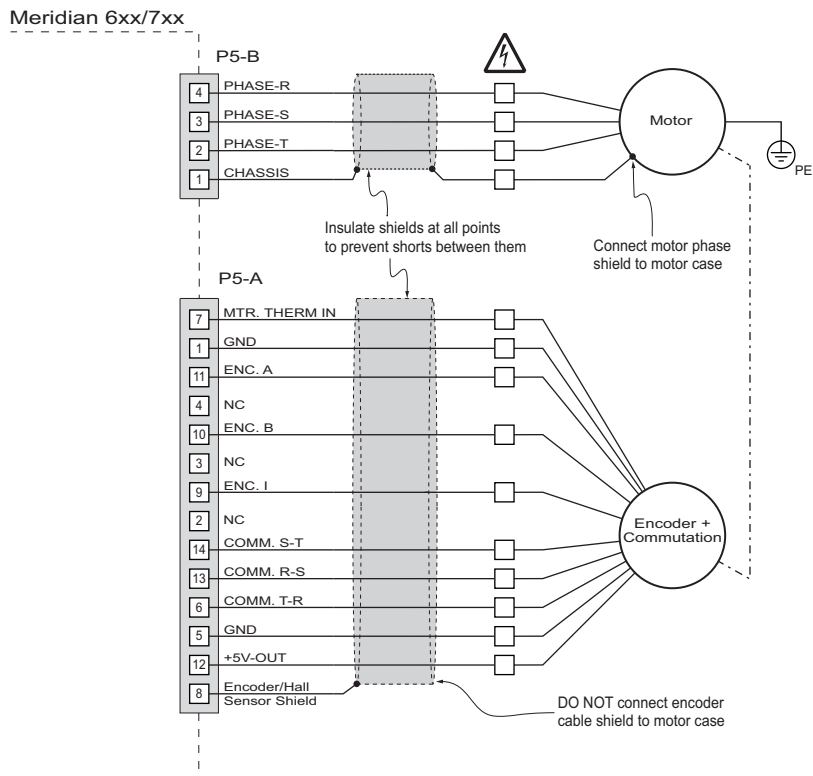 Meridian 6xx/7xx
P5-B
4 PHASE-R
3 PHASE-S
2 PHASE-T
1 CHASSIS
Motor
PE
Insulate shields at all points
to prevent shorts between them
Connect motor phase
shield to motor case
P5-A
7 MTR. THERM IN
1 GND
11 ENC. A
4 NC
10 ENC. B
3 NC
9 ENC. I
2 NC
14 COMM. S-T
13 COMM. R-S
6 COMM. T-R
5 GND
12 +5V-OUT
8 Encoder/Hall
Sensor Shield
Encoder +
Commutation
DO NOT connect encoder
cable shield to motor case